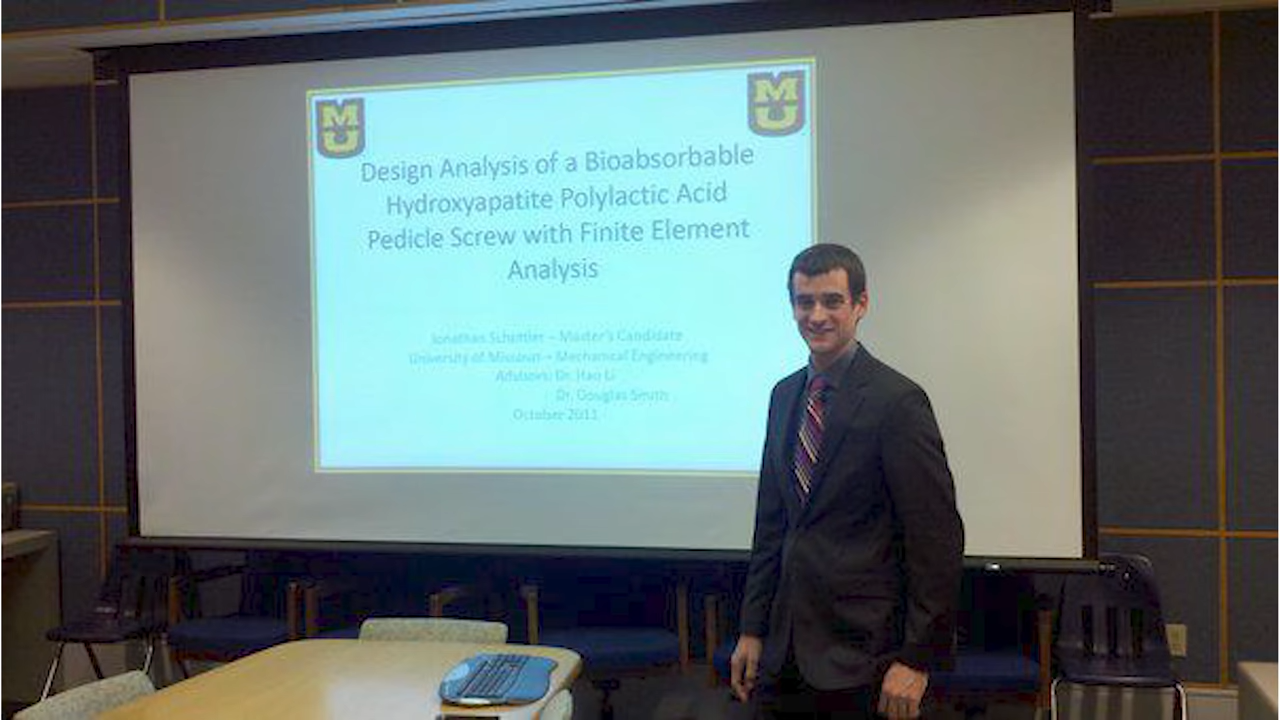 MU
MU
Design Analysis of a Bioabsorbable
Hydroxyapatite Polylactic Acid
Pedicle Screw with Finite Element
Analysis
Jonathan – Master's Candidate
University of Missouri – Mechanical Engineering
Advisors: Dr. Hao Li
Dr. Douglas Smith
October 2011